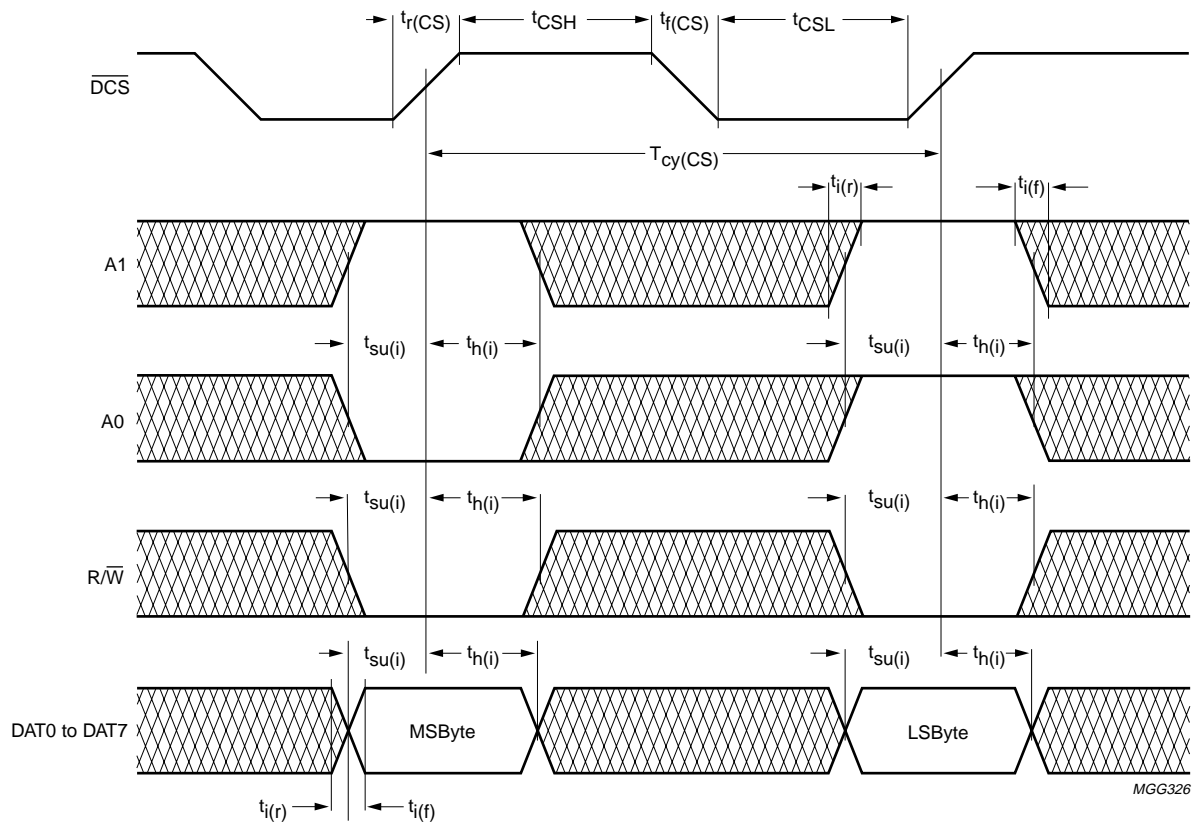 tr(CS) tCSH tf(CS) tCSL
DCS
Tcy(CS)
ti(r) ti(f)
A1
tsu(i) th(i) tsu(i) th(i)
A0
tsu(i) th(i) tsu(i) th(i)
R/W
tsu(i) th(i) tsu(i) th(i)
DAT0 to DAT7 MSByte LSByte
MGG326
ti(r) ti(f)